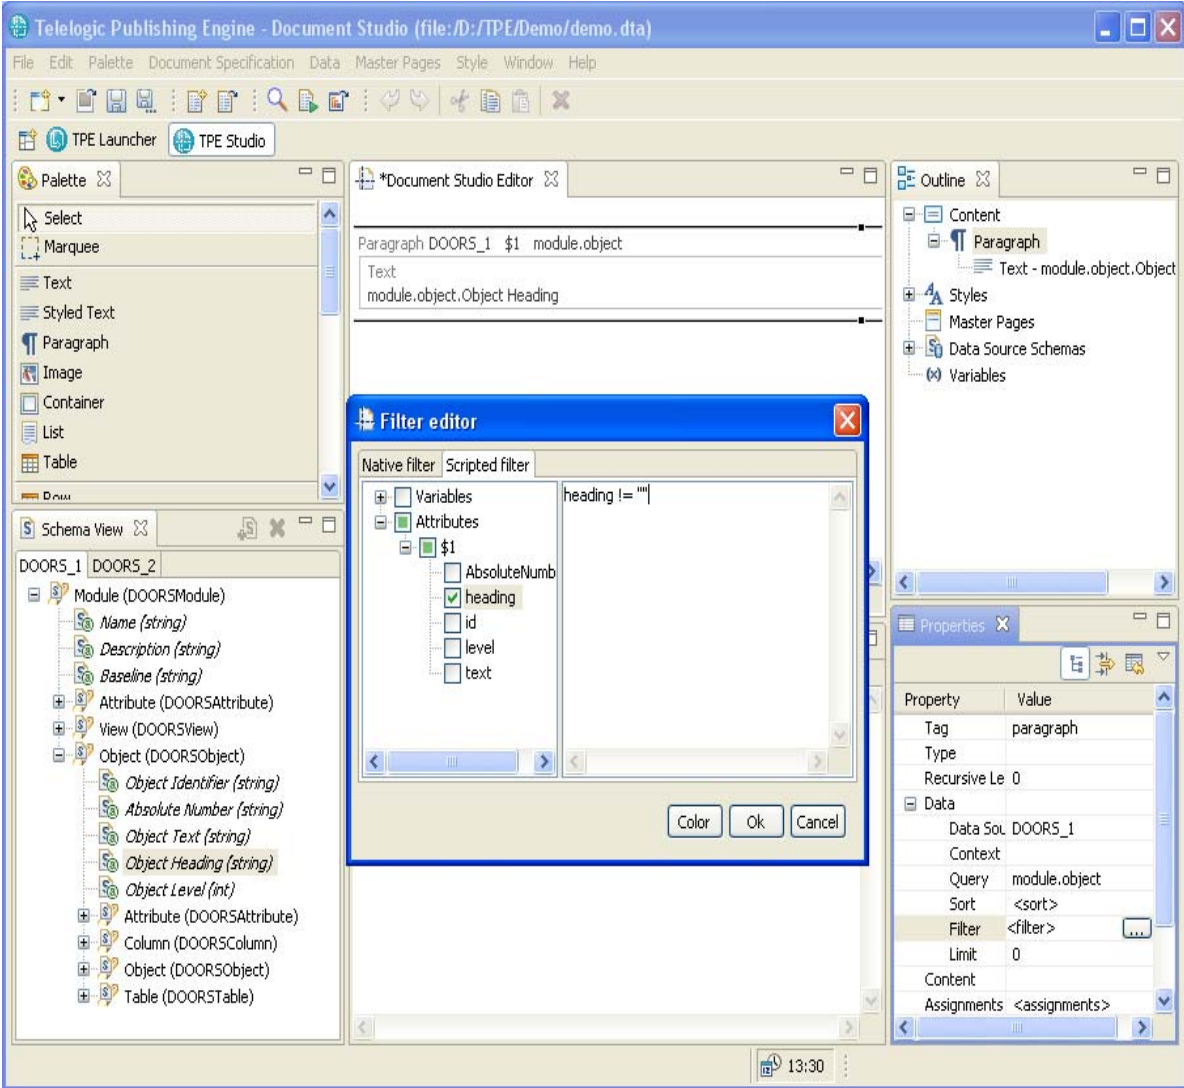 Telelogic Publishing Engine - Document Studio (file:/D:/TPE/Demo/demo.dta)
File Edit Palette Document Specification Data Master Pages Style Window Help
TPE Launcher TPE Studio
Palette
Select
Marquee
Text
Styled Text
Paragraph
Image
Container
List
Table
Row
*Document Studio Editor
Paragraph DOORS_1 $1 module.object
Text
module.object.Object Heading
Outline
Content
Paragraph
Text - module.object.Object
Styles
Master Pages
Data Source Schemas
Variables
Filter editor
Native filter Scripted filter
Variables
Attributes
$1
AbsoluteNumb
heading
id
level
text
heading != ""
Color Ok Cancel
Schema View
DOORS_1 DOORS_2
Module (DOORSModule)
Name (string)
Description (string)
Baseline (string)
Attribute (DOORSAttribute)
View (DOORSView)
Object (DOORSObject)
Object Identifier (string)
Absolute Number (string)
Object Text (string)
Object Heading (string)
Object Level (int)
Attribute (DOORSAttribute)
Column (DOORSColumn)
Object (DOORSObject)
Table (DOORSTable)
Properties
Property Value
Tag paragraph
Type
Recursive Le 0
Data
Data Sou DOORS_1
Context
Query module.object
Sort <sort>
Filter <filter> ...
Limit 0
Content
Assignments <assignments>
13:30